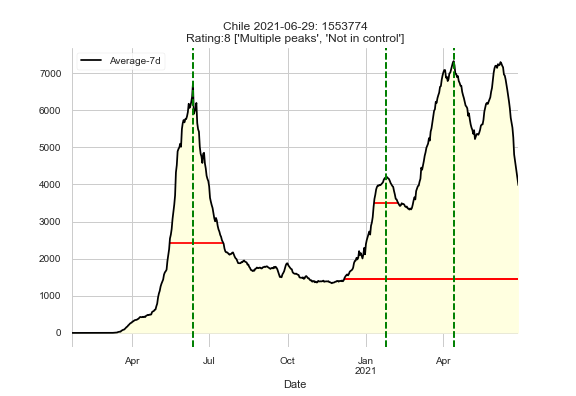 Chile 2021-06-29: 1553774
Rating:8 ['Multiple peaks', 'Not in control']
Average-7d
7000
6000
5000
4000
3000
2000
1000
0
Apr
Jul
Oct
Jan
2021
Apr
Date